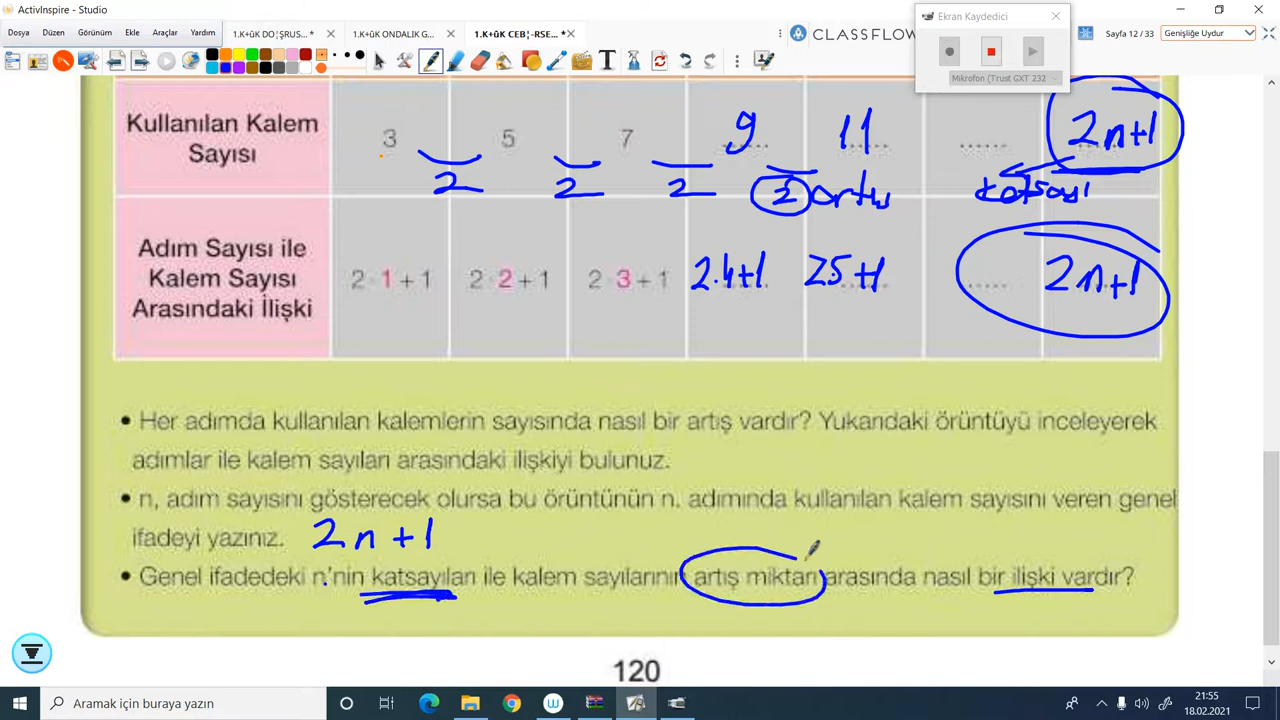 ActivInspire - Studio
Ekran Kaydedici
Dosya Düzen Görünüm Ekle Araçlar Yardım
1.K+ûK DO¦ŞRUS... * 1.K+ûK ONDALIK G... 1.K+ûK CEB¦-RSE... *
CLASSFLOW
Sayfa 12 / 33 Genişliğe Uydur
Mikrofon (Trust GXT 232
Kullanılan Kalem
Sayısı
3 5 7 9 11 ...... 2n+1
2 2 2 2 artış katsayı
Adım Sayısı ile
Kalem Sayısı
Arasındaki İlişki
2 · 1 + 1 2 · 2 + 1 2 · 3 + 1 2.4+1 25+1 ...... 2n+1
• Her adımda kullanılan kalemlerin sayısında nasıl bir artış vardır? Yukarıdaki örüntüyü inceleyerek
adımlar ile kalem sayıları arasındaki ilişkiyi bulunuz.
• n, adım sayısını gösterecek olursa bu örüntünün n. adımında kullanılan kalem sayısını veren genel
ifadeyi yazınız. 2n+1
• Genel ifadedeki n'nin katsayıları ile kalem sayılarının artış miktarı arasında nasıl bir ilişki vardır?
120
Aramak için buraya yazın
21:55
18.02.2021